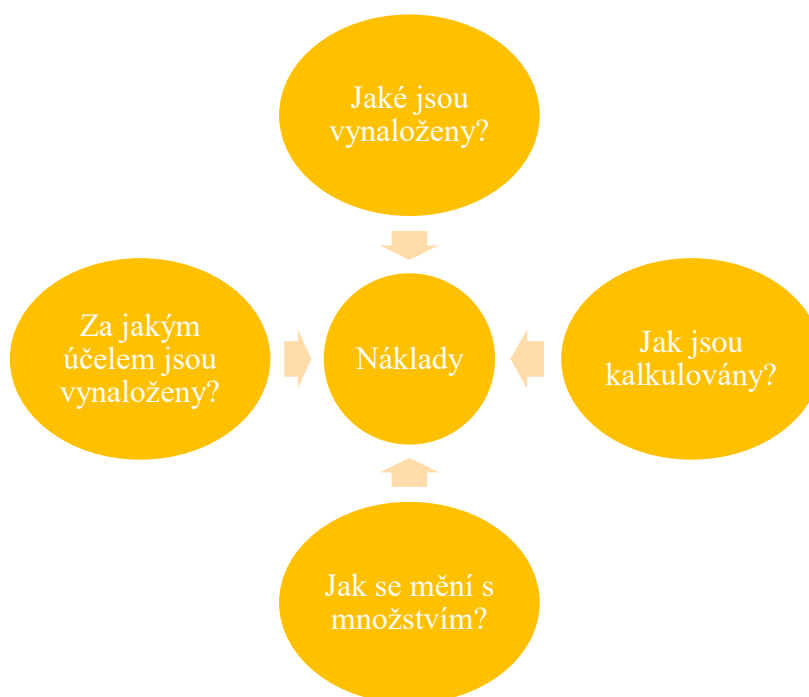 Jaké jsou
vynaloženy?
Za jakým
účelem jsou
vynaloženy?
Náklady
Jak jsou
kalkulovány?
Jak se mění s
množstvím?